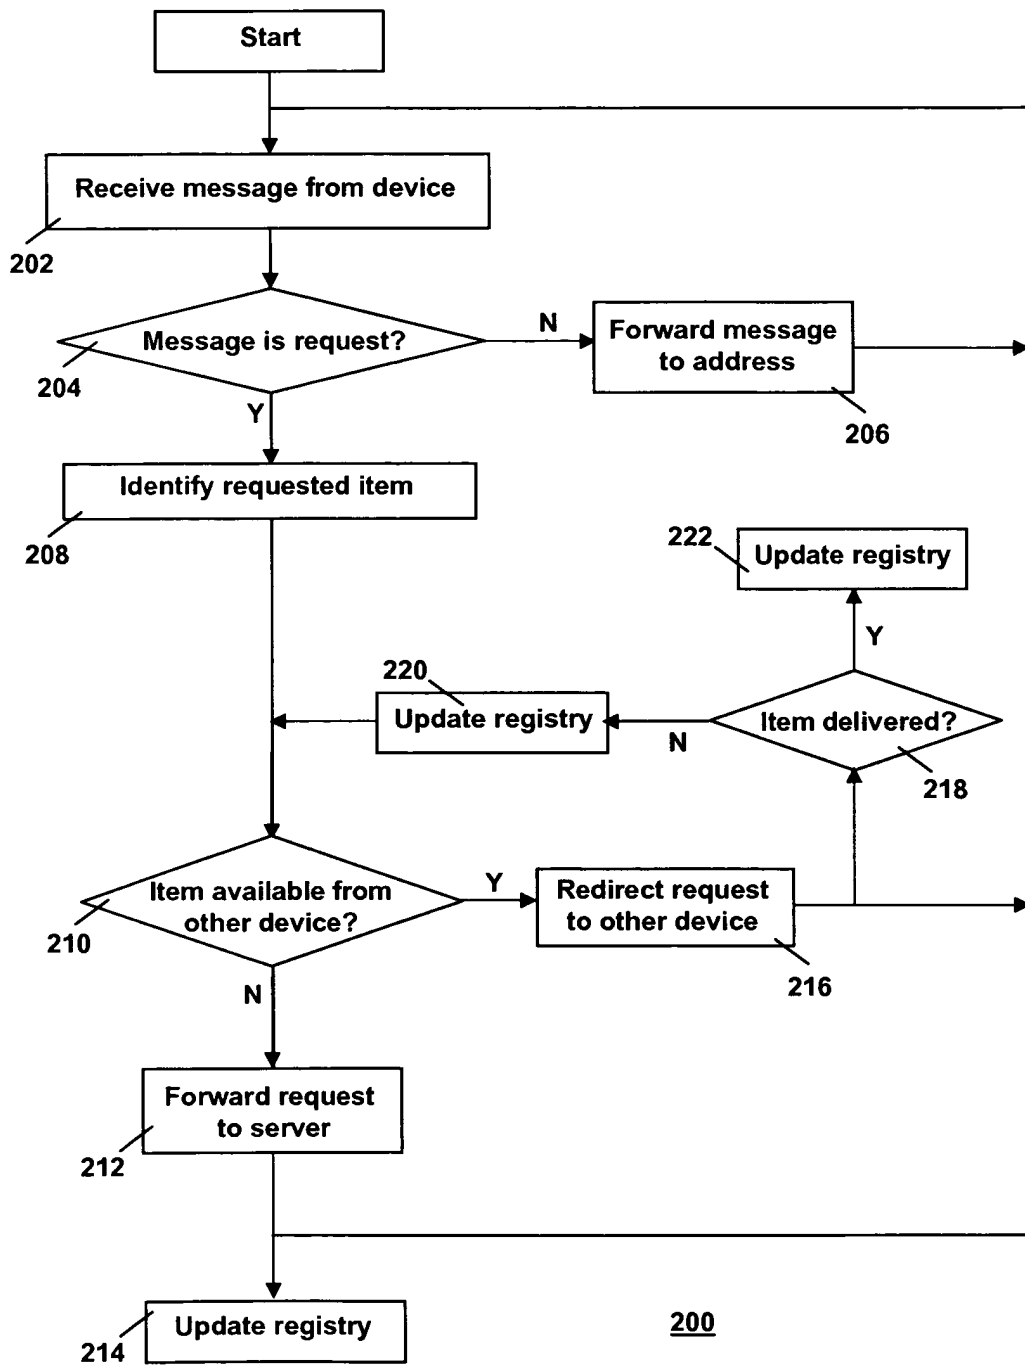 Start
Receive message from device
202
Message is request?
204
N
Forward message
to address
206
Y
Identify requested item
208
222
Update registry
Y
220
Update registry
N
Item delivered?
218
Item available from
other device?
210
Y
Redirect request
to other device
216
N
Forward request
to server
212
Update registry
214
200